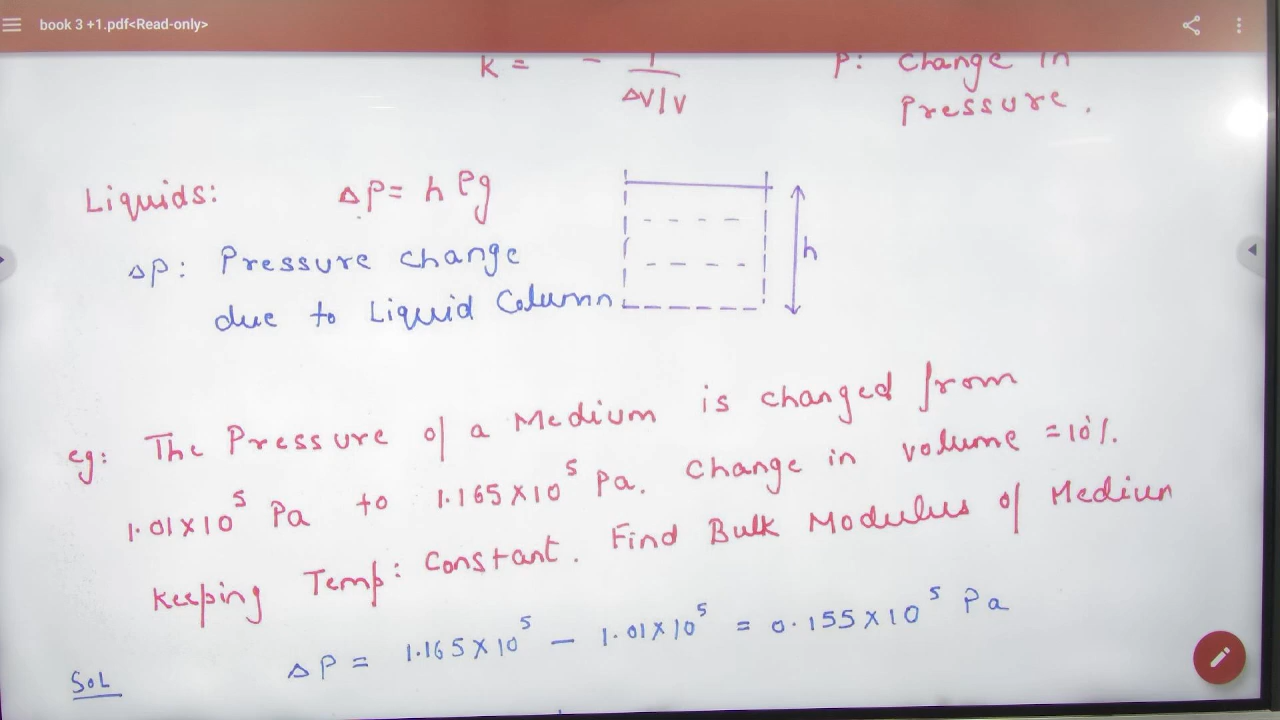 book 3 +1.pdf<Read-only>
K = - / ΔV/V
P: Change in
Pressure.
Liquids: ΔP = hρg
ΔP: Pressure change
due to Liquid Column
h
eg: The Pressure of a Medium is changed from
1.01×10⁵ Pa to 1.165×10⁵ Pa. Change in volume = 10%.
Keeping Temp: Constant. Find Bulk Modulus of Medium
Sol ΔP = 1.165×10⁵ - 1.01×10⁵ = 0.155×10⁵ Pa